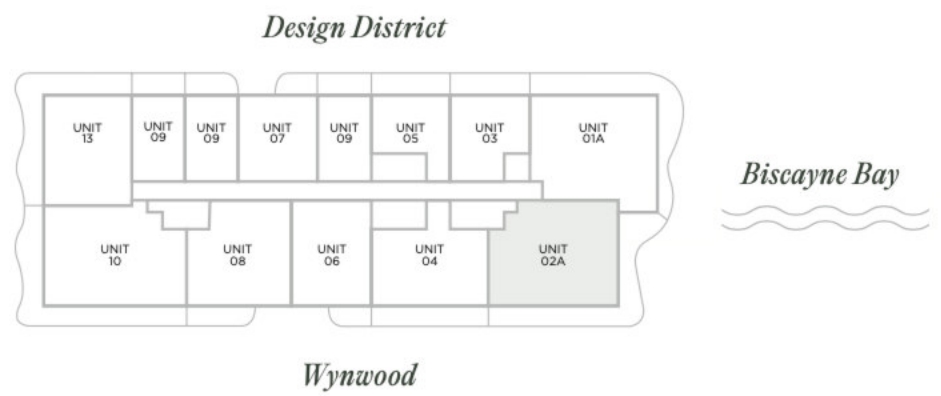 Design District
UNIT
13
UNIT
09
UNIT
09
UNIT
07
UNIT
09
UNIT
05
UNIT
03
UNIT
01A
Biscayne Bay
UNIT
10
UNIT
08
UNIT
06
UNIT
04
UNIT
02A
Wynwood